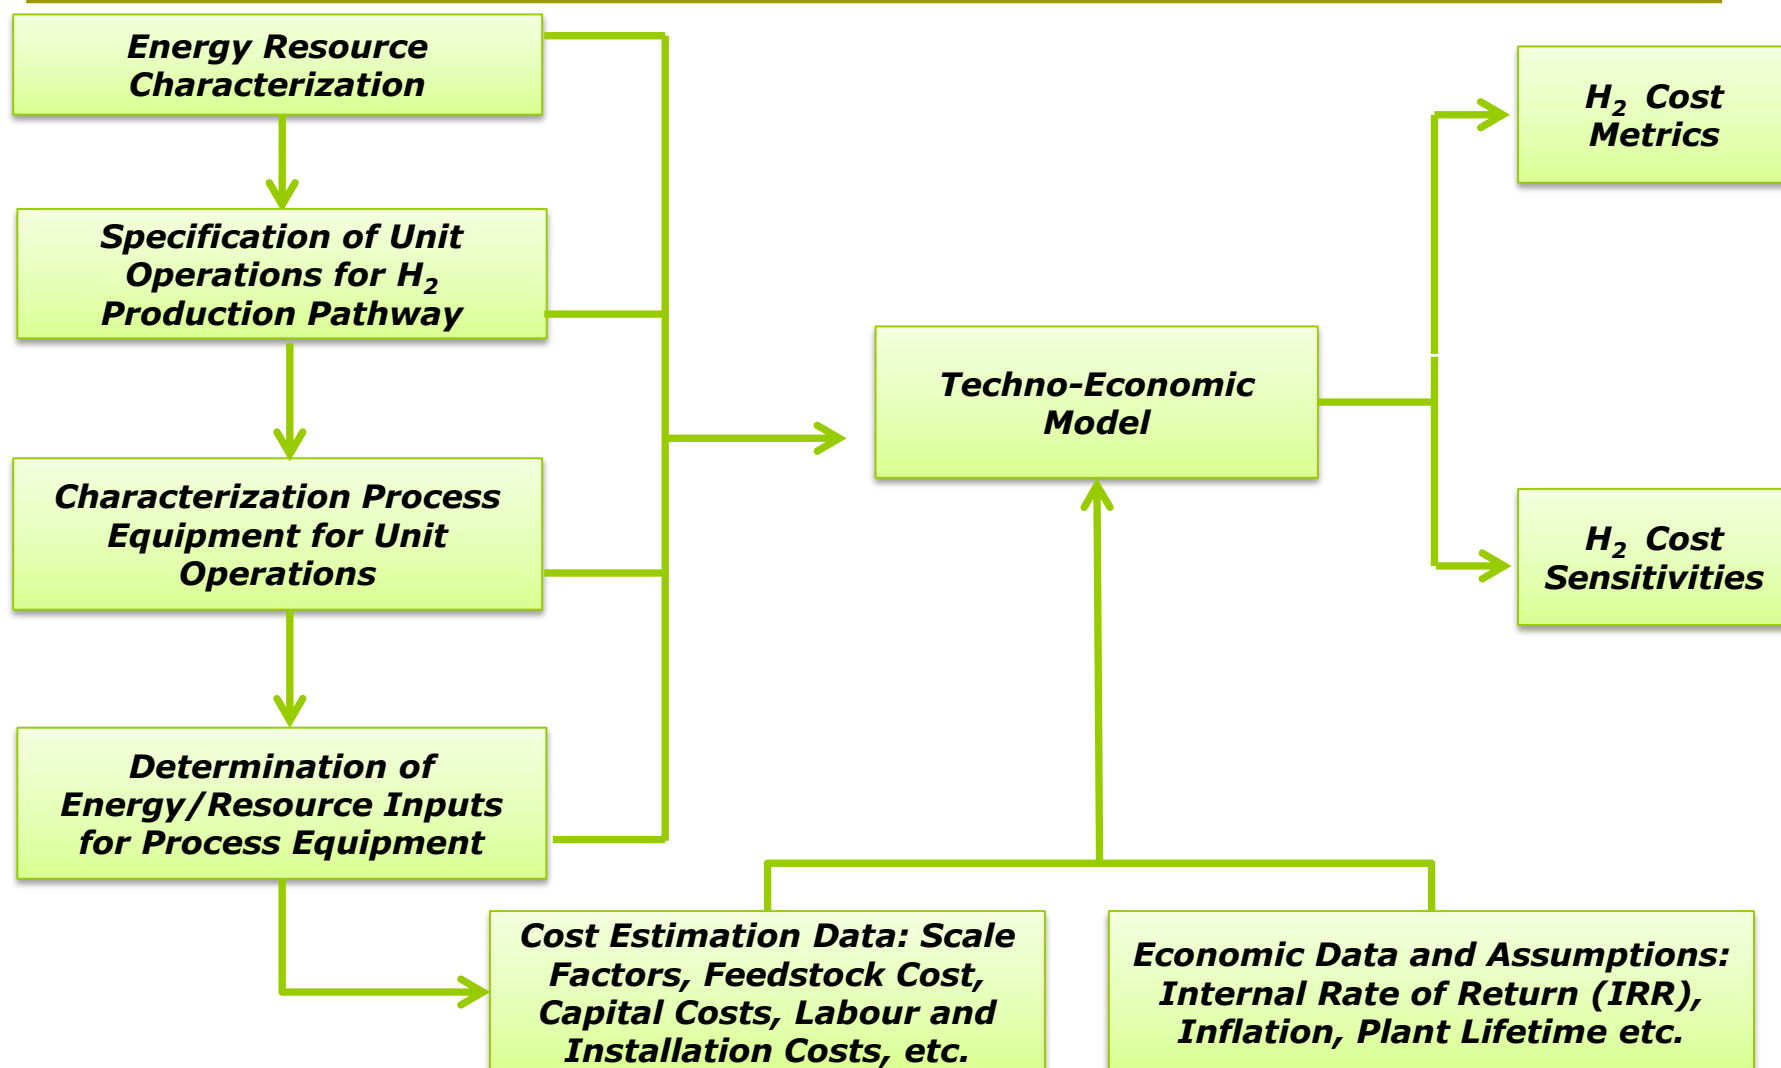 Energy Resource
Characterization
Specification of Unit
Operations for H₂
Production Pathway
Characterization Process
Equipment for Unit
Operations
Determination of
Energy/Resource Inputs
for Process Equipment
Cost Estimation Data: Scale
Factors, Feedstock Cost,
Capital Costs, Labour and
Installation Costs, etc.
Economic Data and Assumptions:
Internal Rate of Return (IRR),
Inflation, Plant Lifetime etc.
Techno-Economic
Model
H₂ Cost
Metrics
H₂ Cost
Sensitivities